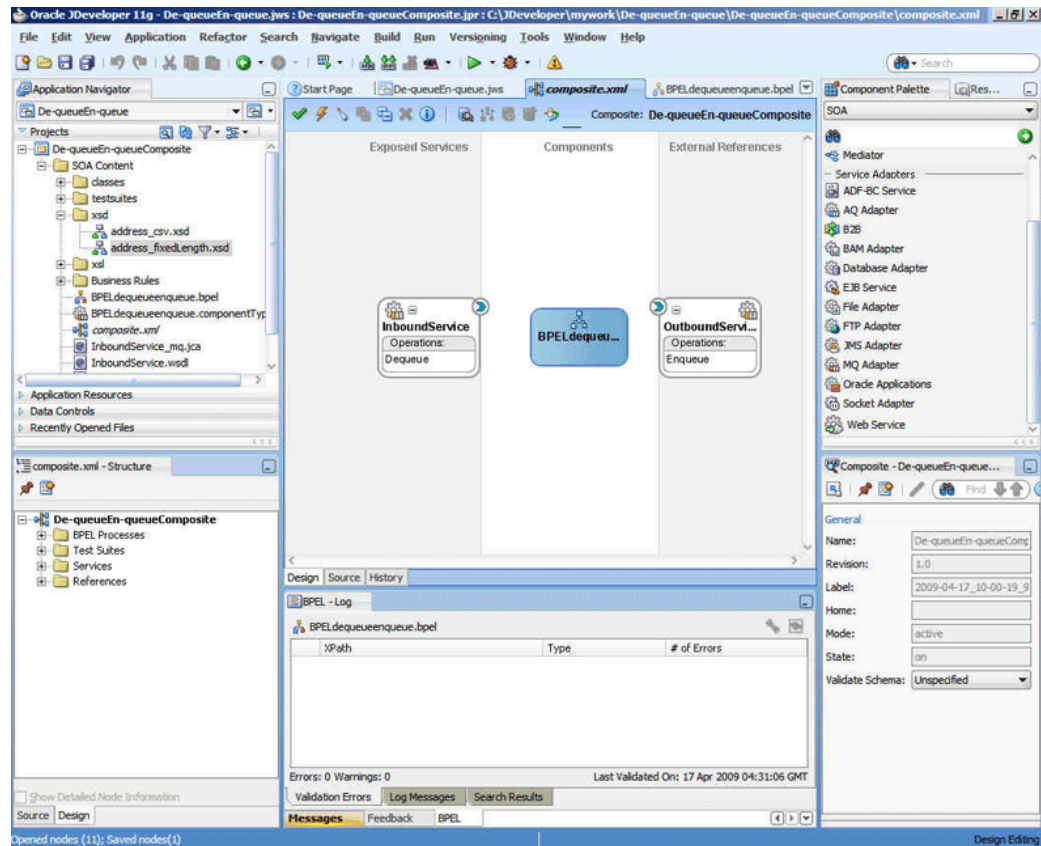 Oracle JDeveloper 11g - De-queueEn-queue.jws : De-queueEn-queueComposite.jpr : C:\JDeveloper\mywork\De-queueEn-queue\De-queueEn-queueComposite\composite.xml
File Edit View Application Refactor Search Navigate Build Run Versioning Tools Window Help
Search
Application Navigator
De-queueEn-queue
Projects
De-queueEn-queueComposite
SOA Content
classes
testsuites
xsd
address_csv.xsd
address_fixedLength.xsd
xsl
Business Rules
BPELdequeueenqueue.bpel
BPELdequeueenqueue.componentTyp
composite.xml
InboundService_mq.jca
InboundService.wsdl
Application Resources
Data Controls
Recently Opened Files
composite.xml - Structure
De-queueEn-queueComposite
BPEL Processes
Test Suites
Services
References
Show Detailed Node Information
Source Design
Start Page De-queueEn-queue.jws composite.xml BPELdequeueenqueue.bpel
Composite: De-queueEn-queueComposite
Exposed Services Components External References
InboundService
Operations:
Dequeue
BPELdequeu...
OutboundServi...
Operations:
Enqueue
Design Source History
BPEL - Log
BPELdequeueenqueue.bpel
XPath Type # of Errors
Errors: 0 Warnings: 0 Last Validated On: 17 Apr 2009 04:31:06 GMT
Validation Errors Log Messages Search Results
Messages Feedback BPEL
Component Palette Res...
SOA
Mediator
Service Adapters
ADF-BC Service
AQ Adapter
B2B
BAM Adapter
Database Adapter
EJB Service
File Adapter
FTP Adapter
JMS Adapter
MQ Adapter
Oracle Applications
Socket Adapter
Web Service
Composite - De-queueEn-queue...
Find
General
Name: De-queueEn-queueComp
Revision: 1.0
Label: 2009-04-17_10-00-19_9
Home:
Mode: active
State: on
Validate Schema: Unspecified
Opened nodes (11); Saved nodes(1) Design Editing